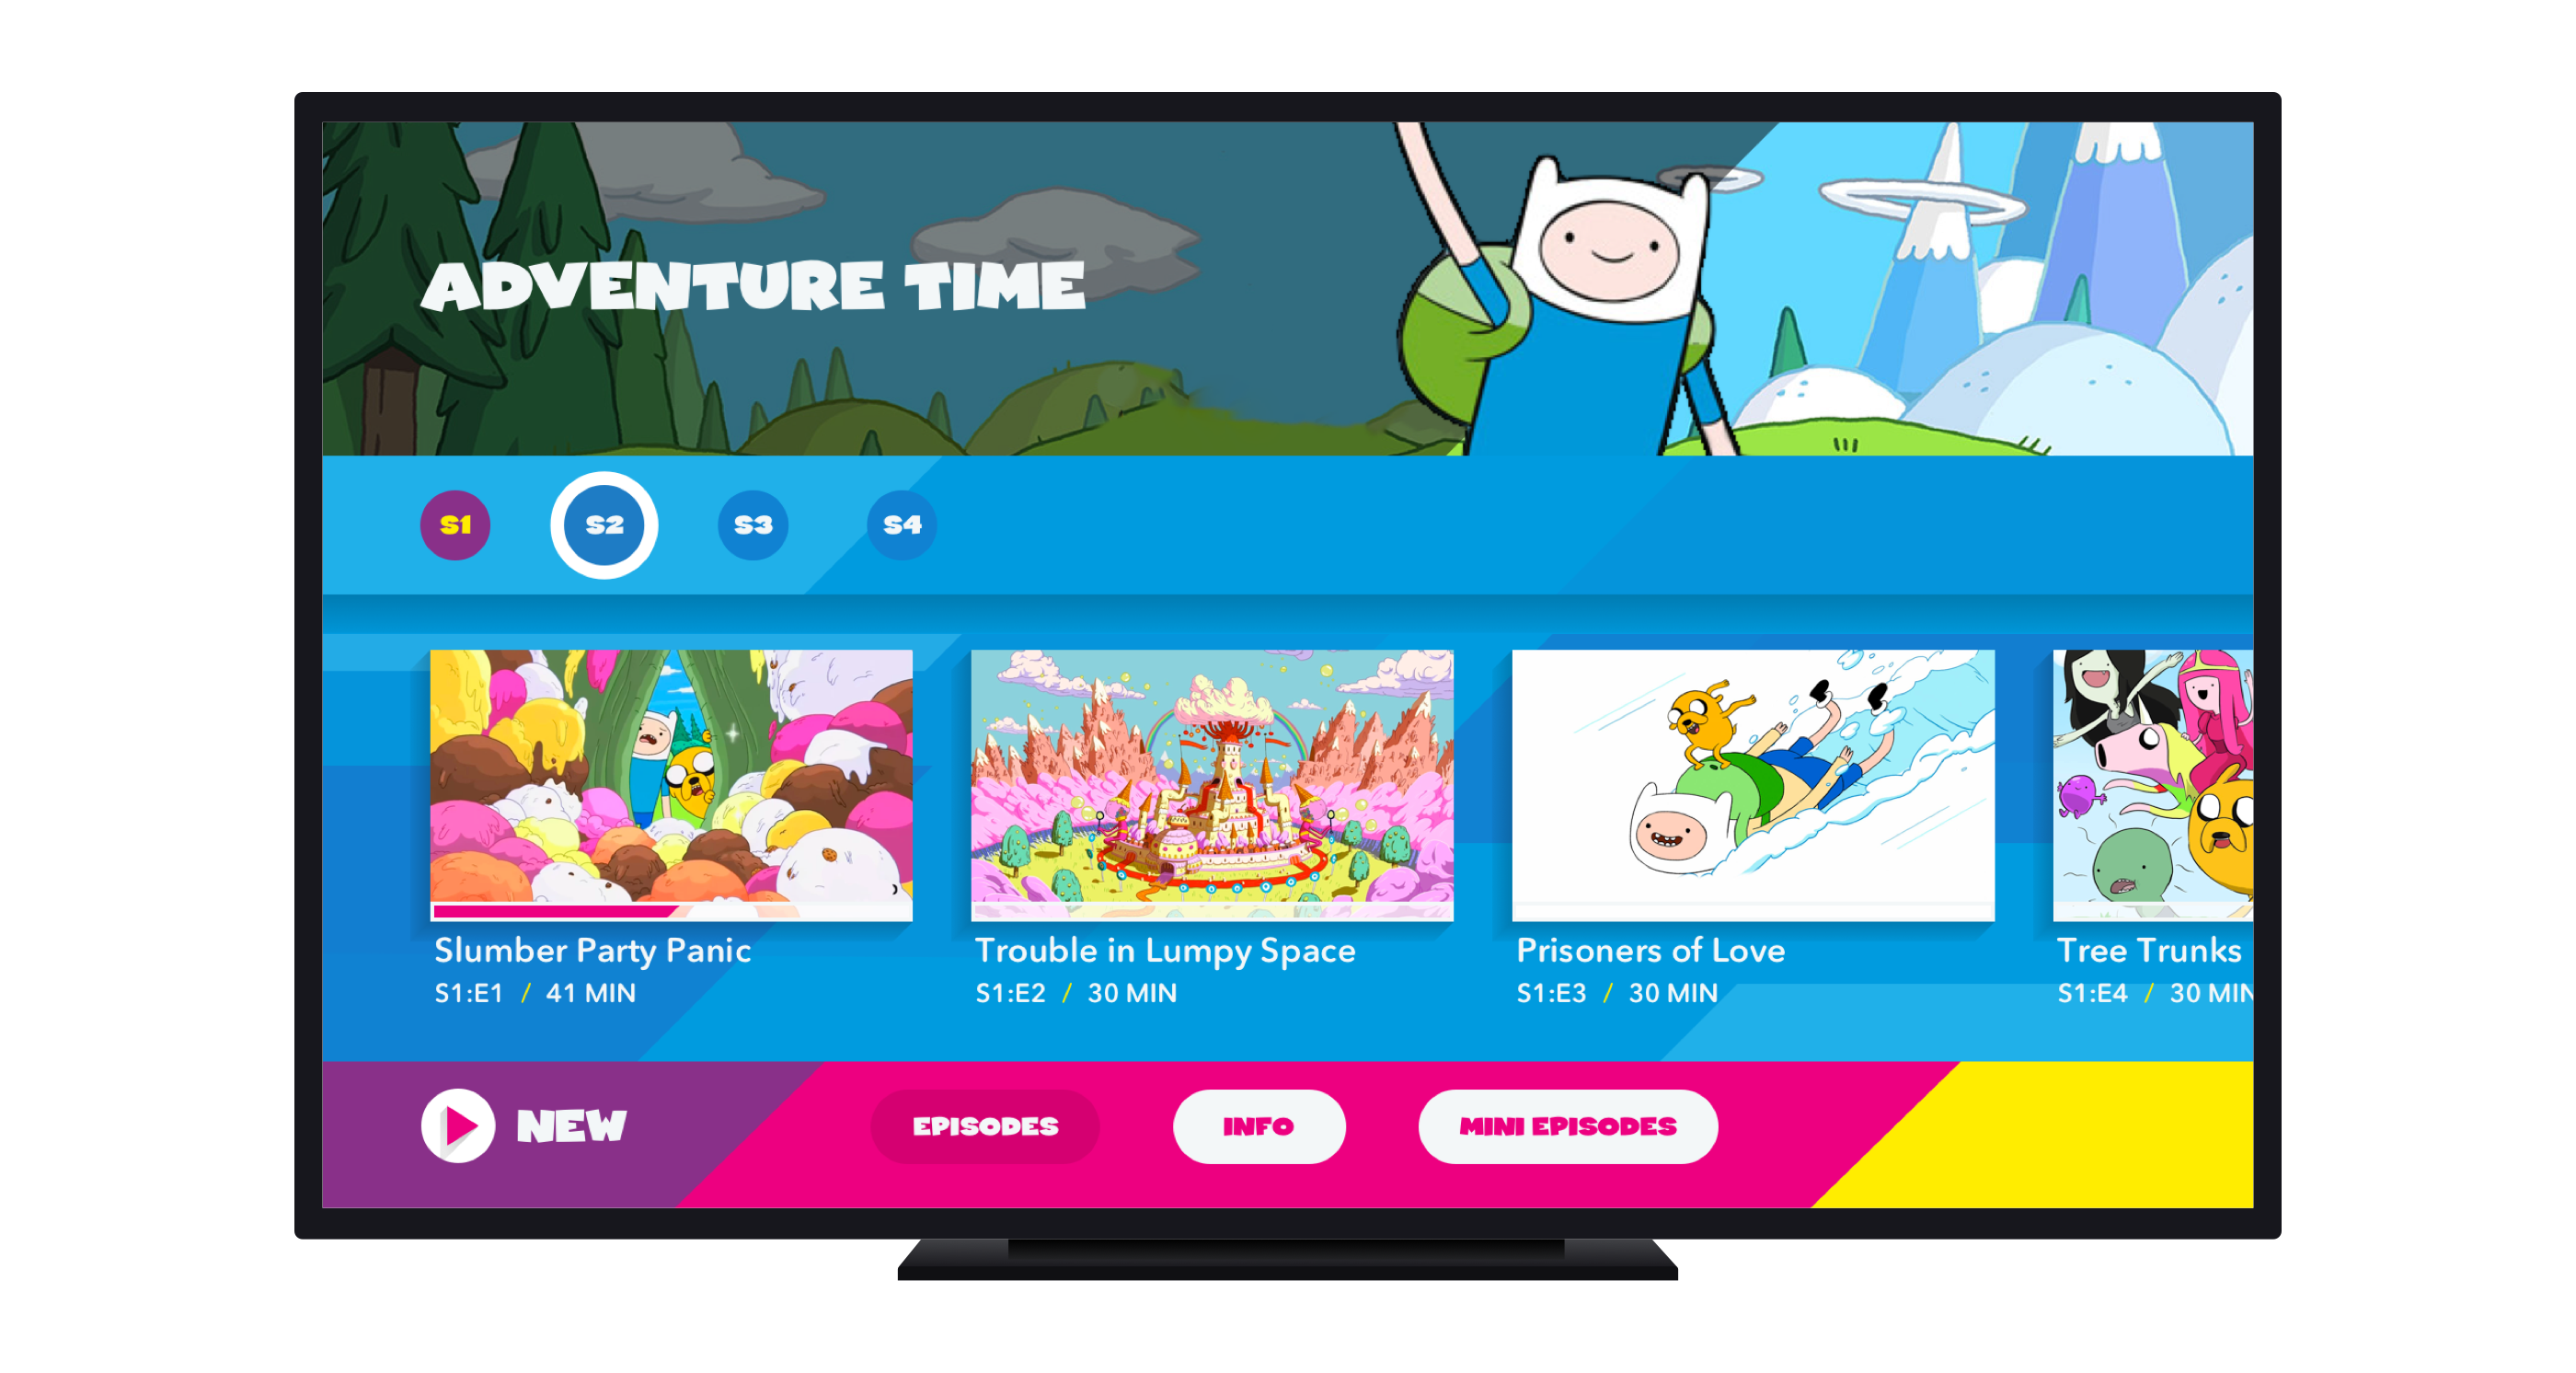 ADVENTURE TIME
S1 S2 S3 S4
Slumber Party Panic
S1:E1 / 41 MIN
Trouble in Lumpy Space
S1:E2 / 30 MIN
Prisoners of Love
S1:E3 / 30 MIN
Tree Trunks
S1:E4 / 30 MIN
NEW
EPISODES
INFO
MINI EPISODES